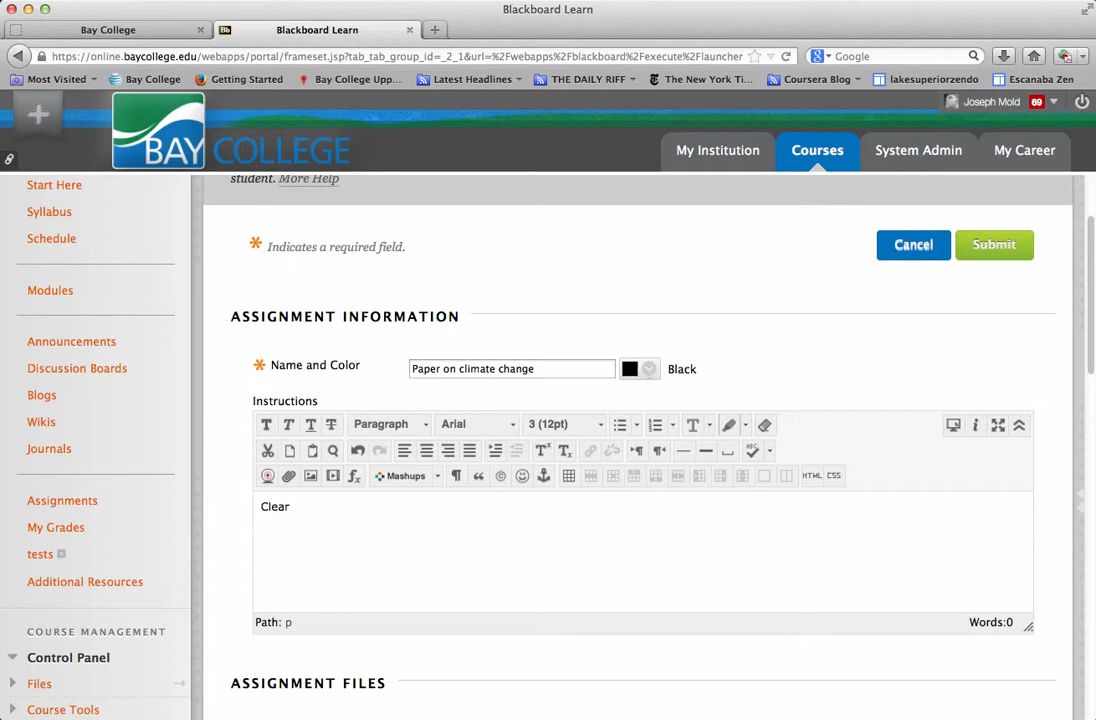 Blackboard Learn
Bay College
Bb Blackboard Learn
https://online.baycollege.edu/webapps/portal/frameset.jsp?tab_tab_group_id=_2_1&url=%2Fwebapps%2Fblackboard%2Fexecute%2Flauncher
Google
Most Visited Bay College Getting Started Bay College Upp... Latest Headlines THE DAILY RIFF The New York Ti... Coursera Blog lakesuperiorzendo Escanaba Zen
Joseph Mold 69
BAY COLLEGE
My Institution Courses System Admin My Career
student. More Help
Start Here
Syllabus
Schedule
Modules
Announcements
Discussion Boards
Blogs
Wikis
Journals
Assignments
My Grades
tests
Additional Resources
COURSE MANAGEMENT
Control Panel
Files
Course Tools
* Indicates a required field.
Cancel Submit
ASSIGNMENT INFORMATION
* Name and Color Paper on climate change Black
Instructions
T T T T Paragraph Arial 3 (12pt) T
Tx Tx ABC
fx Mashups ¶ HTML CSS
Clear
Path: p Words:0
ASSIGNMENT FILES